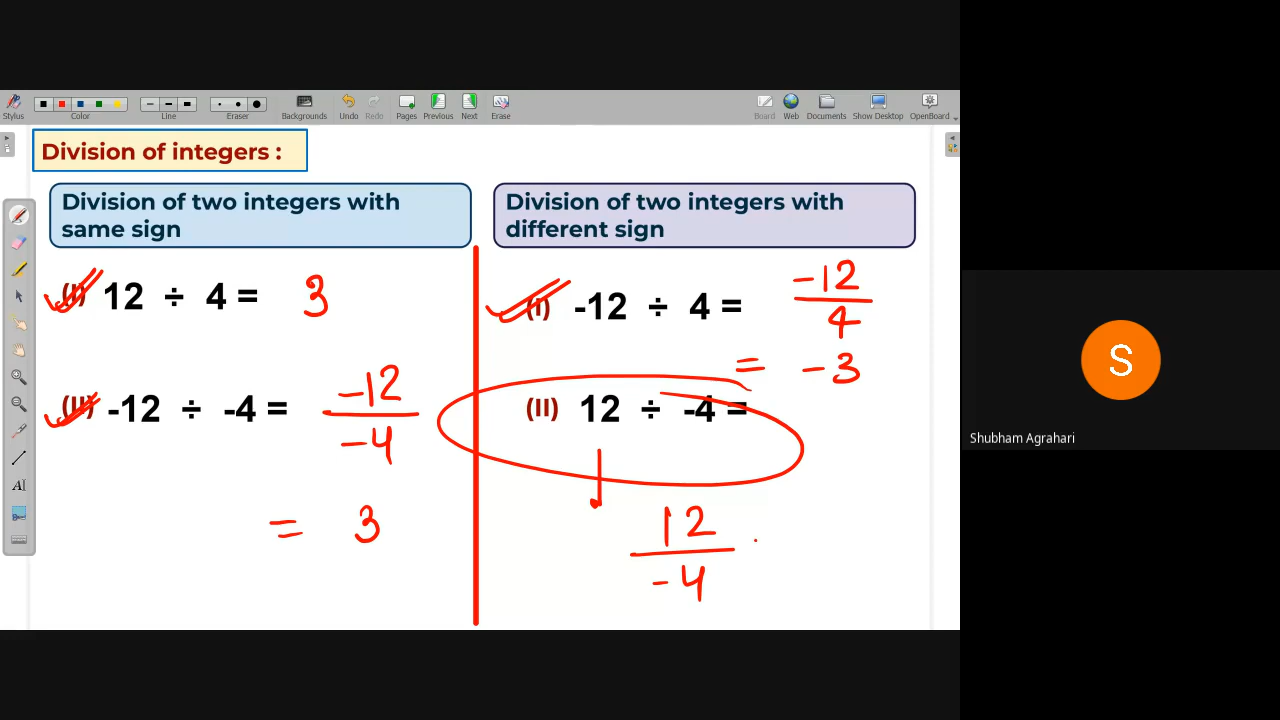 Stylus
Color
Line
Eraser
Backgrounds
Undo
Redo
Pages
Previous
Next
Erase
Board
Web
Documents
Show Desktop
OpenBoard
Division of integers :
Division of two integers with
same sign
(I) 12 ÷ 4 = 3
(II) -12 ÷ -4 = -12/-4
= 3
Division of two integers with
different sign
(I) -12 ÷ 4 = -12/4
= -3
(II) 12 ÷ -4 =
12/-4
S
Shubham Agrahari